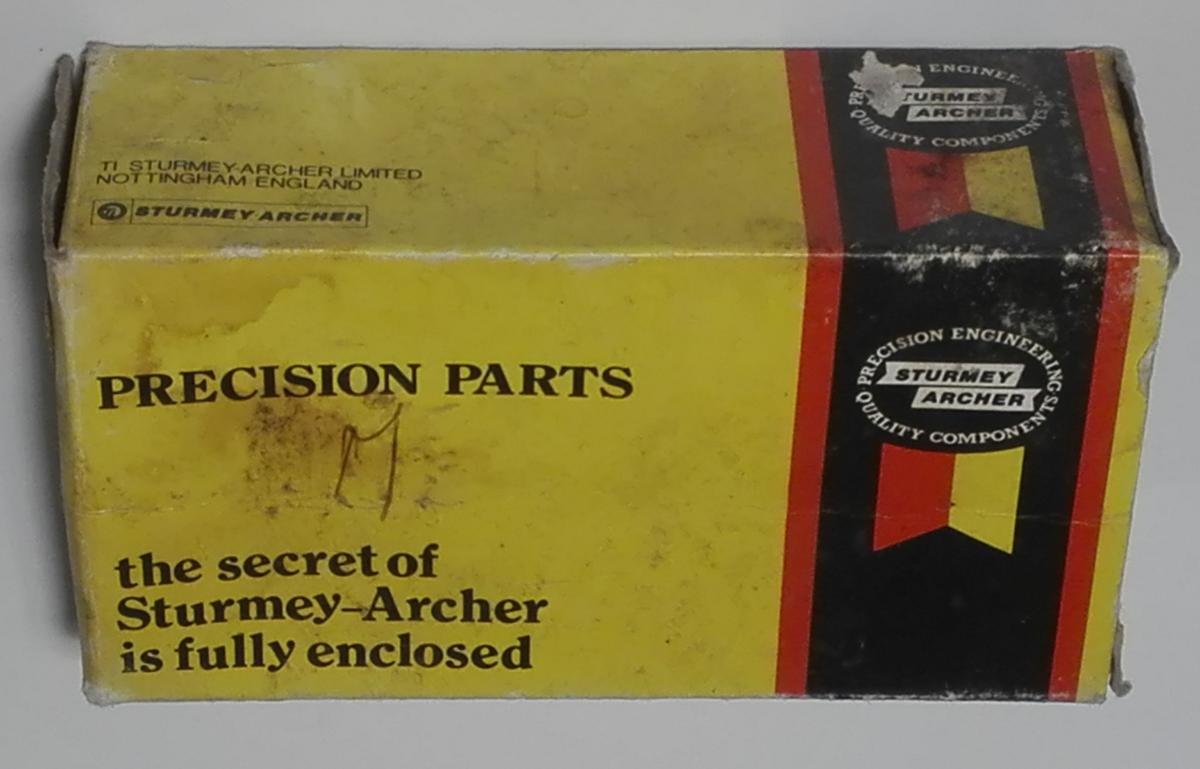 TI STURMEY-ARCHER LIMITED
NOTTINGHAM ENGLAND
STURMEY ARCHER
ENGINEERING
STURMEY
ARCHER
QUALITY COMPONENTS
PRECISION PARTS
the secret of
Sturmey-Archer
is fully enclosed
PRECISION ENGINEERING
STURMEY
ARCHER
QUALITY COMPONENTS